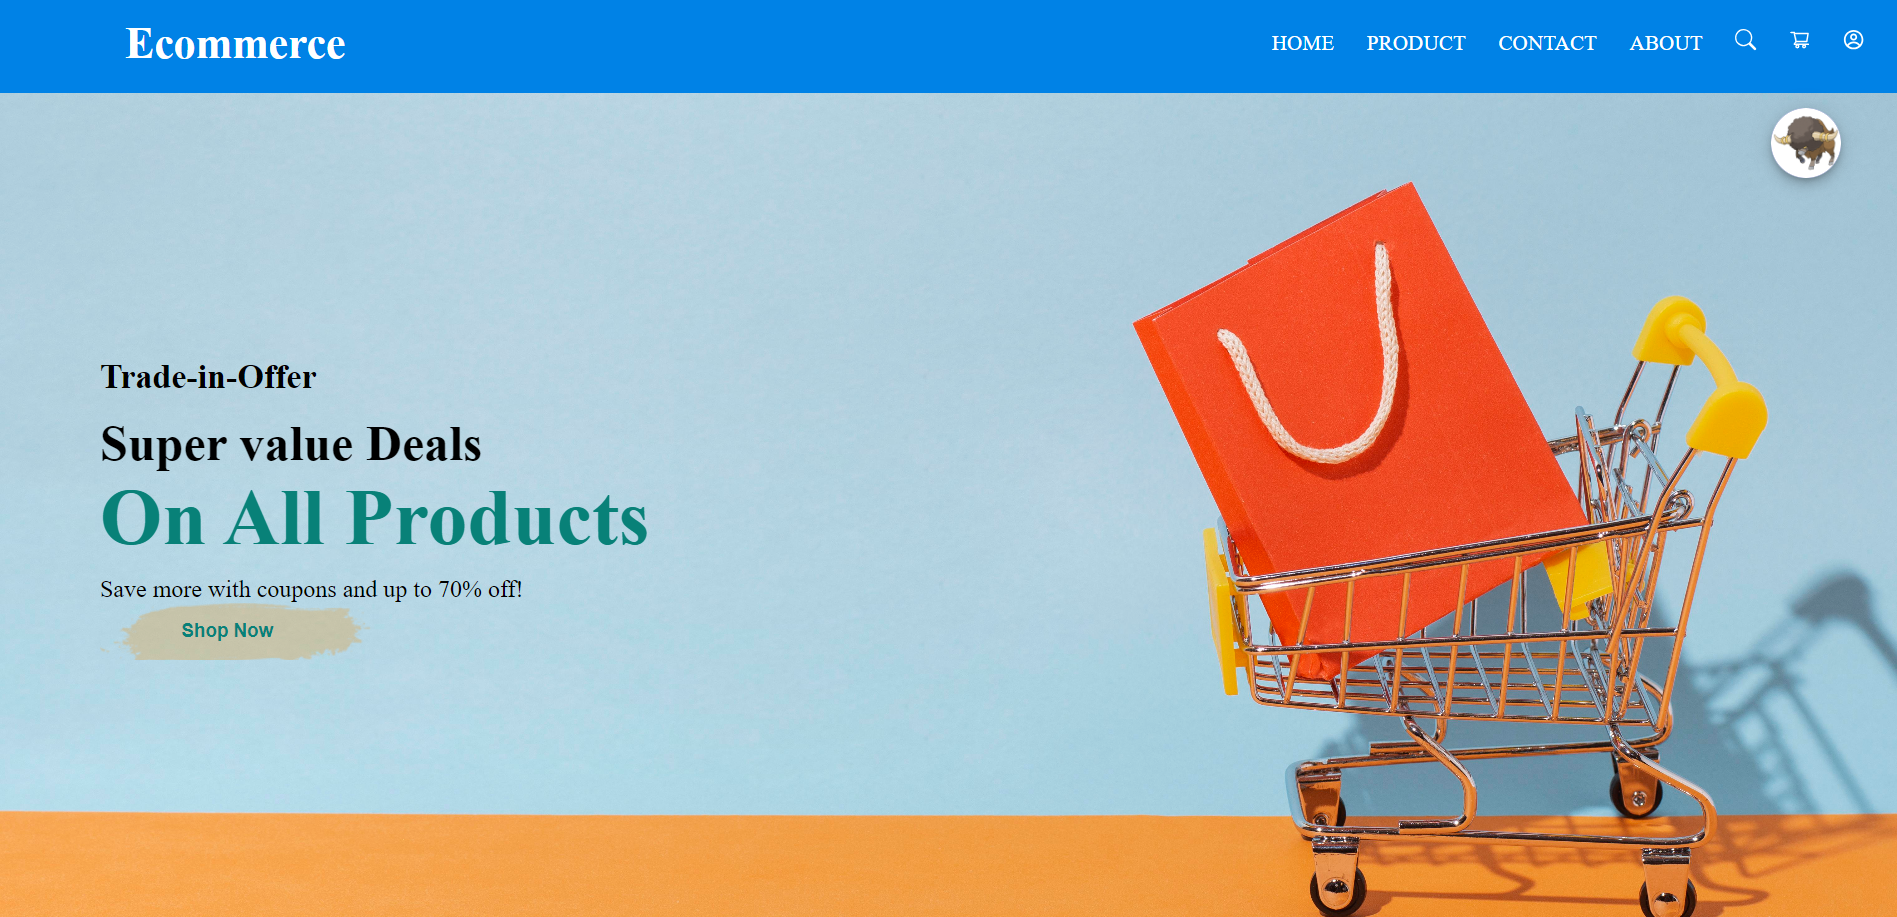 Ecommerce
HOME PRODUCT CONTACT ABOUT
Trade-in-Offer
Super value Deals
On All Products
Save more with coupons and up to 70% off!
Shop Now